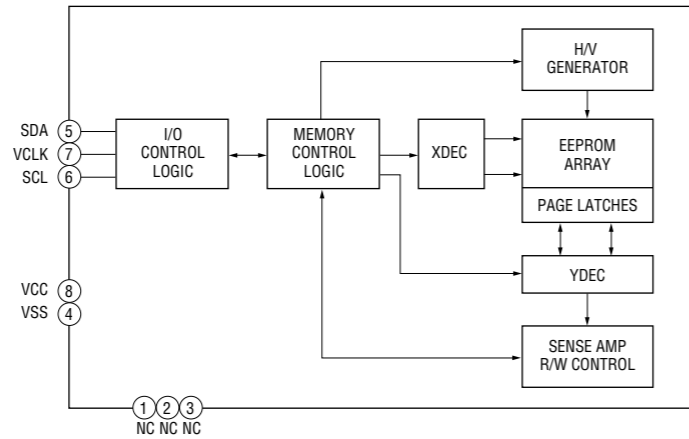 H/V
GENERATOR
SDA 5
VCLK 7
SCL 6
I/O
CONTROL
LOGIC
MEMORY
CONTROL
LOGIC
XDEC
EEPROM
ARRAY
PAGE LATCHES
YDEC
VCC 8
VSS 4
SENSE AMP
R/W CONTROL
1 2 3
NC NC NC